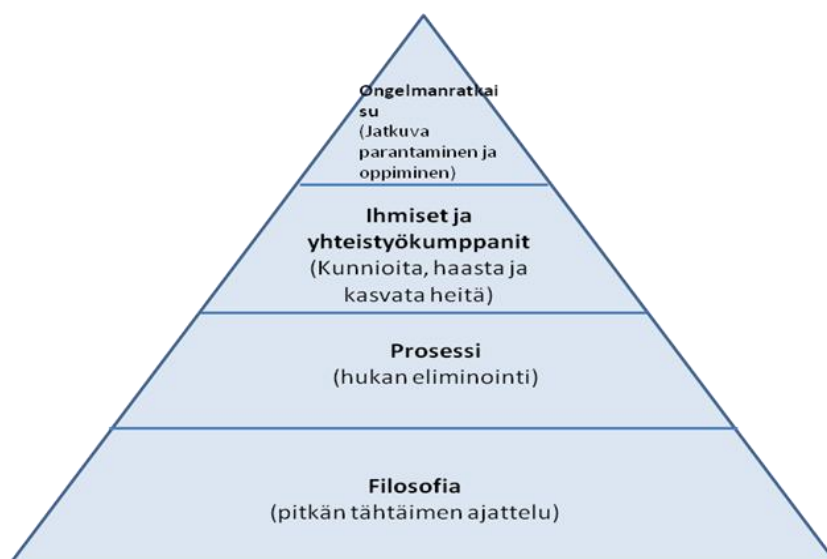 Ongelmanratkai
su
(Jatkuva
parantaminen ja
oppiminen)
Ihmiset ja
yhteistyökumppanit
(Kunnioita, haasta ja
kasvata heitä)
Prosessi
(hukan eliminointi)
Filosofia
(pitkän tähtäimen ajattelu)